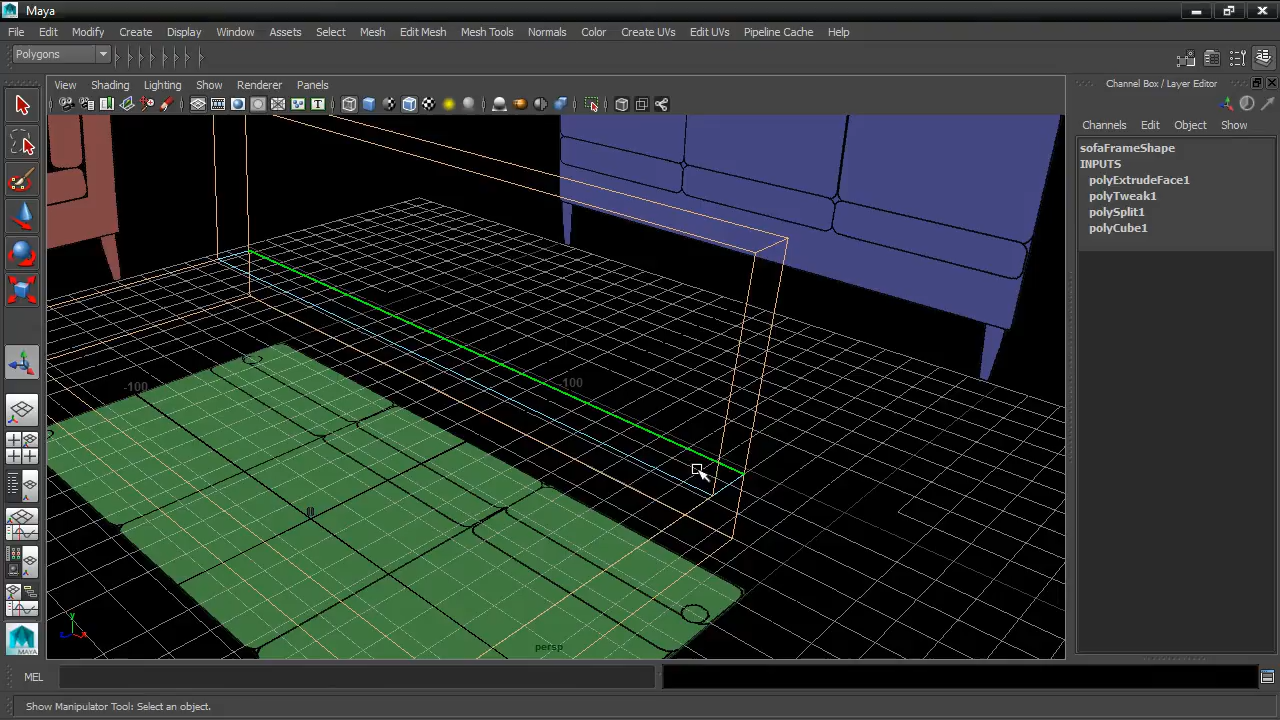 Maya
File Edit Modify Create Display Window Assets Select Mesh Edit Mesh Mesh Tools Normals Color Create UVs Edit UVs Pipeline Cache Help
Polygons
View Shading Lighting Show Renderer Panels
Channel Box / Layer Editor
Channels Edit Object Show
sofaFrameShape
INPUTS
polyExtrudeFace1
polyTweak1
polySplit1
polyCube1
-100
-100
persp
y
z
x
MAYA
MEL
Show Manipulator Tool: Select an object.